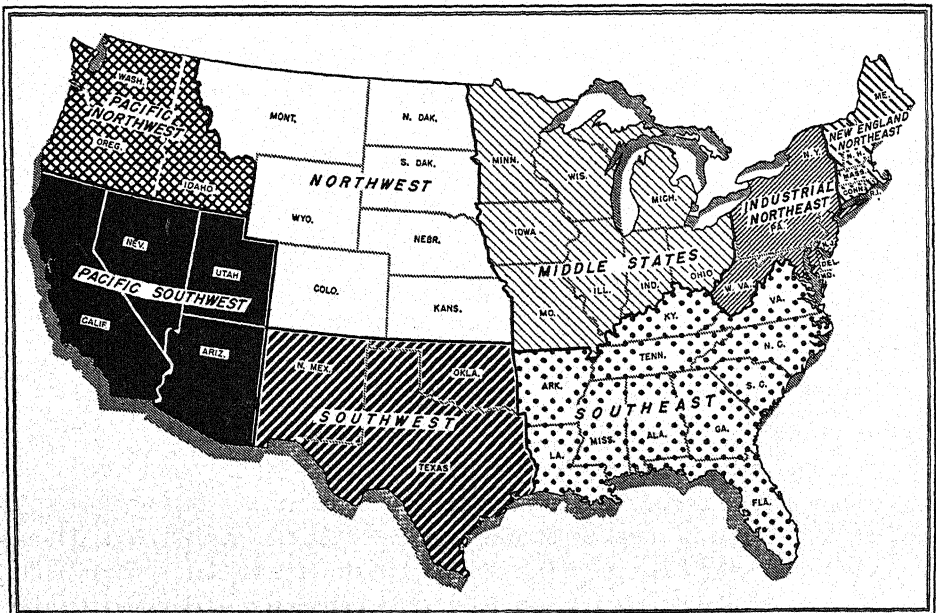 WASH.
PACIFIC
NORTHWEST
OREG.
IDAHO
MONT.
N. DAK.
S. DAK.
NORTHWEST
WYO.
NEBR.
COLO.
KANS.
NEV.
UTAH
PACIFIC SOUTHWEST
CALIF.
ARIZ.
N. MEX.
OKLA.
SOUTHWEST
TEXAS
MINN.
WIS.
MICH.
IOWA
MIDDLE STATES
ILL.
IND.
OHIO
MO.
ME.
NEW ENGLAND
NORTHEAST
MASS.
CONN.
R.I.
N. Y.
INDUSTRIAL
NORTHEAST
PA.
DEL.
MD.
W. VA.
VA.
KY.
N. C.
TENN.
S. C.
ARK.
SOUTHEAST
GA.
LA.
MISS.
ALA.
FLA.